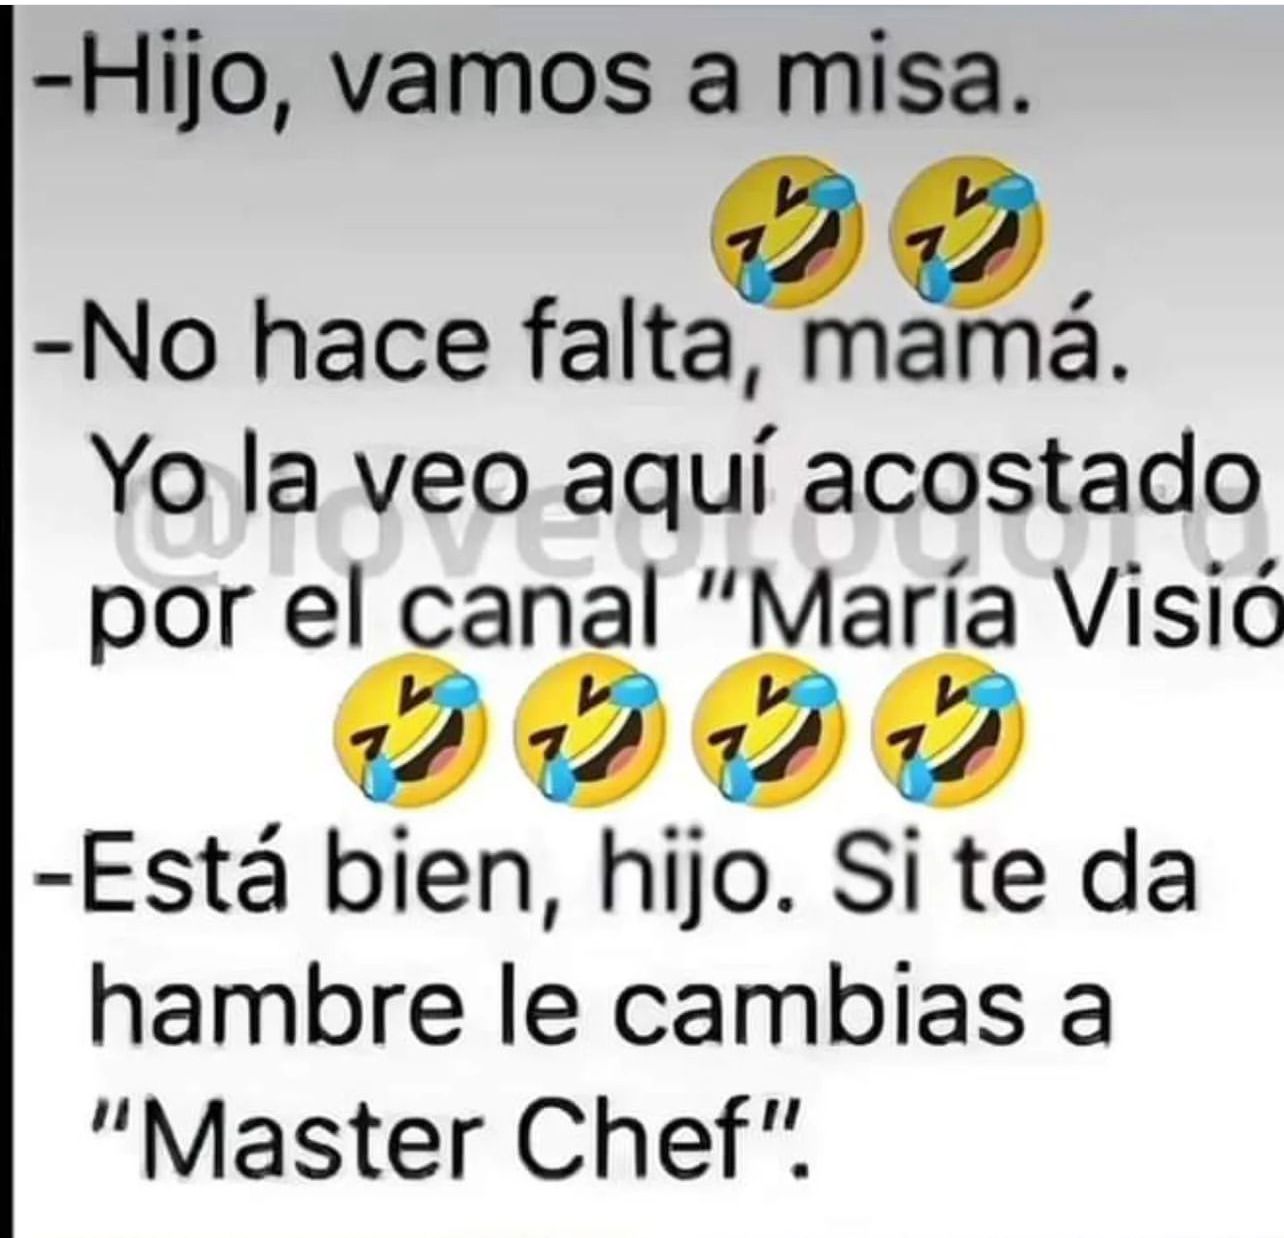 -Hijo, vamos a misa.
-No hace falta, mamá.
Yo la veo aquí acostado
por el canal "María Visió
-Está bien, hijo. Si te da
hambre le cambias a
"Master Chef".